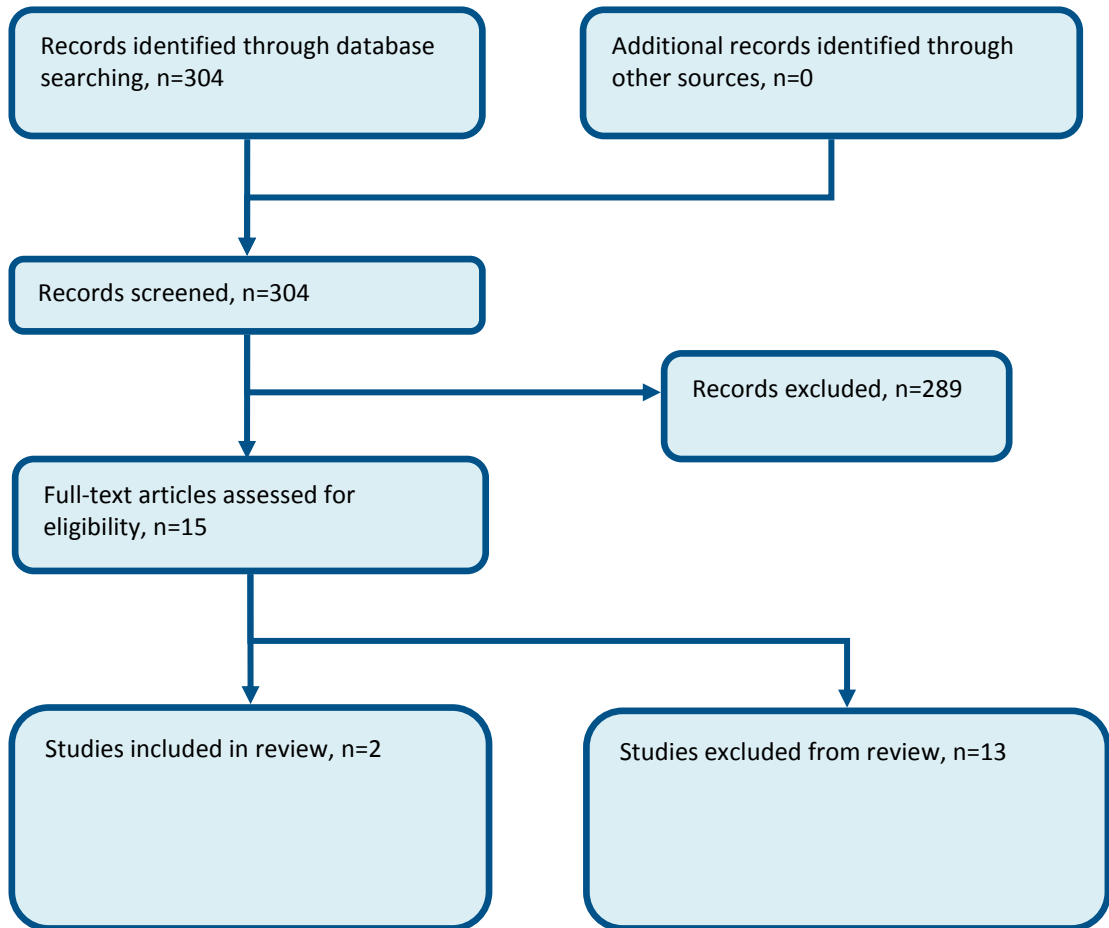 Records identified through database
searching, n=304
Additional records identified through
other sources, n=0
Records screened, n=304
Records excluded, n=289
Full-text articles assessed for
eligibility, n=15
Studies included in review, n=2
Studies excluded from review, n=13